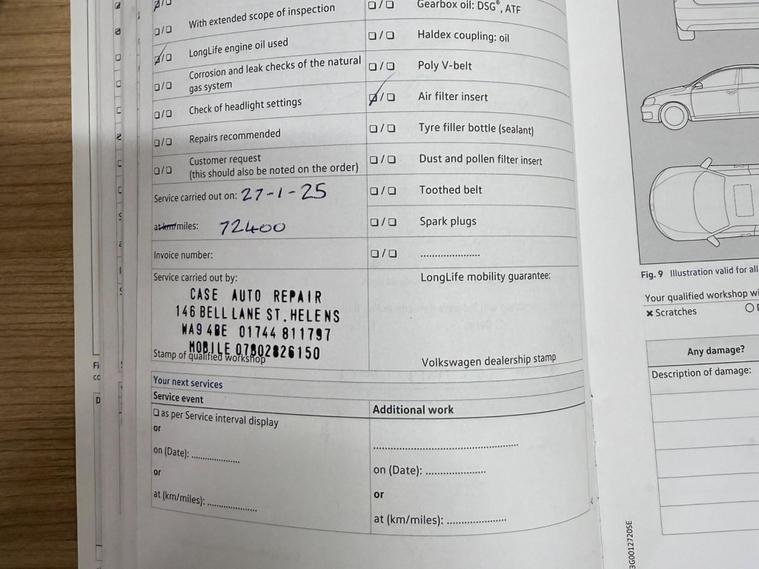 With extended scope of inspection
LongLife engine oil used
Corrosion and leak checks of the natural
gas system
Check of headlight settings
Repairs recommended
Customer request
(this should also be noted on the order)
Service carried out on: 27-1-25
at km/miles: 72400
Invoice number:
Service carried out by:
CASE AUTO REPAIR
146 BELL LANE ST. HELENS
WA9 4BE 01744 811797
MOBILE 07802826150
Stamp of qualified workshop
Gearbox oil: DSG®, ATF
Haldex coupling: oil
Poly V-belt
Air filter insert
Tyre filler bottle (sealant)
Dust and pollen filter insert
Toothed belt
Spark plugs
....................
LongLife mobility guarantee:
Volkswagen dealership stamp
Your next services
Service event
as per Service interval display
or
on (Date): ................
or
at (km/miles): ................
Additional work
................................................
on (Date): ....................
or
at (km/miles): ....................
Fig. 9 Illustration valid for all
Your qualified workshop
Scratches
Any damage?
Description of damage:
3G0012720SE